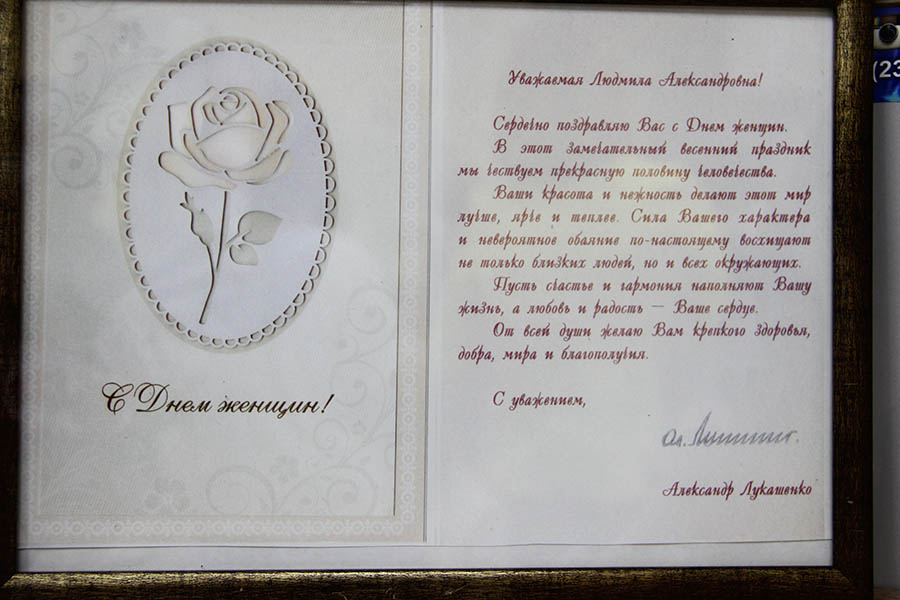 С Днем женщин!
Уважаемая Людмила Александровна!
Сердечно поздравляю Вас с Днем женщин.
В этот замечательный весенний праздник
мы чествуем прекрасную половину человечества.
Ваши красота и нежность делают этот мир
лучше, ярче и теплее. Сила Вашего характера
и невероятное обаяние по-настоящему восхищают
не только близких людей, но и всех окружающих.
Пусть счастье и гармония наполняют Вашу
жизнь, а любовь и радость — Ваше сердце.
От всей души желаю Вам крепкого здоровья,
добра, мира и благополучия.
С уважением,
Александр Лукашенко
(23